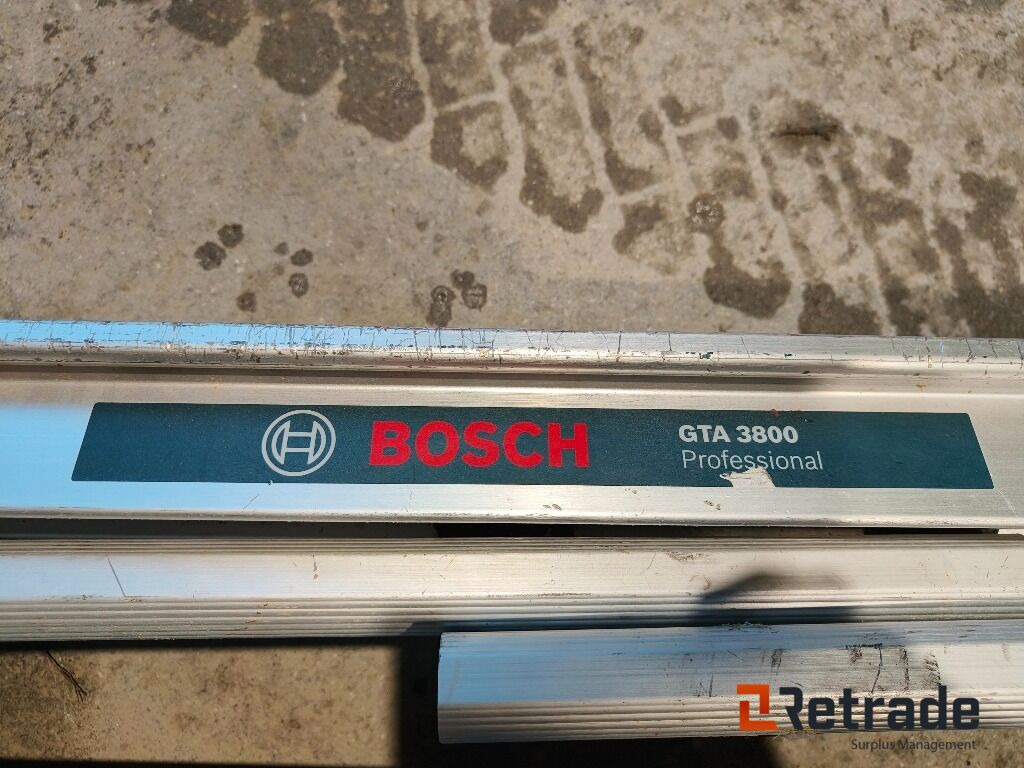 BOSCH
GTA 3800
Professional
Retrade
Surplus Management